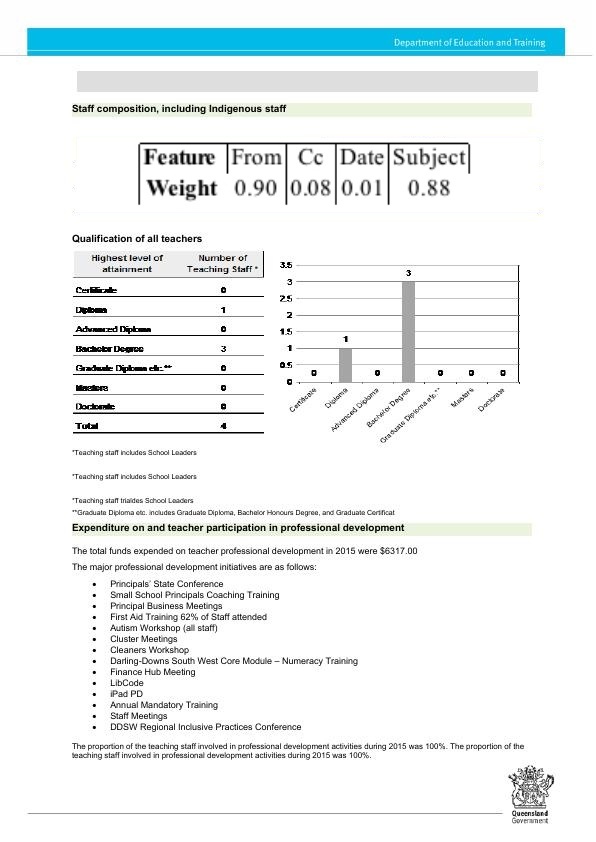 Department of Education and Training
Staff composition, including Indigenous staff
Feature From Cc Date Subject
Weight 0.90 0.08 0.01 0.88
Qualification of all teachers
Highest level of attainment Number of Teaching Staff *
Certificate 0
Diploma 1
Advanced Diploma 0
Bachelor Degree 3
Graduate Diploma etc.** 0
Masters 0
Doctorate 0
Total 4
3.5
3
2.5
2
1.5
1
0.5
0
0 1 0 3 0 0 0
Certificate
Diploma
Advanced Diploma
Bachelor Degree
Graduate Diploma etc.**
Masters
Doctorate
*Teaching staff includes School Leaders
*Teaching staff includes School Leaders
*Teaching staff trialdes School Leaders
**Graduate Diploma etc. includes Graduate Diploma, Bachelor Honours Degree, and Graduate Certificat
Expenditure on and teacher participation in professional development
The total funds expended on teacher professional development in 2015 were $6317.00
The major professional development initiatives are as follows:
• Principals' State Conference
• Small School Principals Coaching Training
• Principal Business Meetings
• First Aid Training 62% of Staff attended
• Autism Workshop (all staff)
• Cluster Meetings
• Cleaners Workshop
• Darling-Downs South West Core Module – Numeracy Training
• Finance Hub Meeting
• LibCode
• iPad PD
• Annual Mandatory Training
• Staff Meetings
• DDSW Regional Inclusive Practices Conference
The proportion of the teaching staff involved in professional development activities during 2015 was 100%. The proportion of the
teaching staff involved in professional development activities during 2015 was 100%.
Queensland
Government